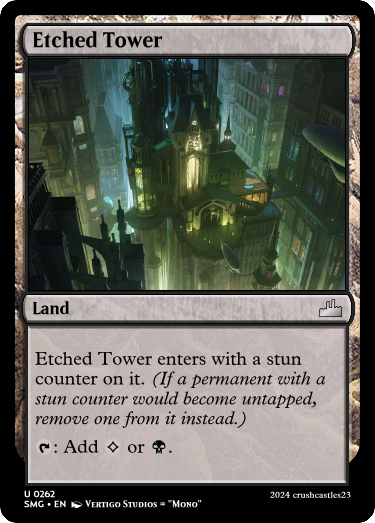 Etched Tower
Land
Etched Tower enters with a stun
counter on it. (If a permanent with a
stun counter would become untapped,
remove one from it instead.)
: Add or .
U 0262
SMG • EN Vertigo Studios = "Mono"
2024 crushcastles23